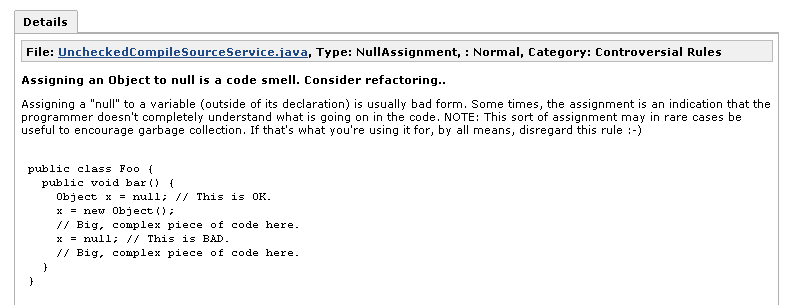 Details
File: UncheckedCompileSourceService.java, Type: NullAssignment, : Normal, Category: Controversial Rules
Assigning an Object to null is a code smell. Consider refactoring..
Assigning a "null" to a variable (outside of its declaration) is usually bad form. Some times, the assignment is an indication that the
programmer doesn't completely understand what is going on in the code. NOTE: This sort of assignment may in rare cases be
useful to encourage garbage collection. If that's what you're using it for, by all means, disregard this rule :-)
public class Foo {
  public void bar() {
    Object x = null; // This is OK.
    x = new Object();
    // Big, complex piece of code here.
    x = null; // This is BAD.
    // Big, complex piece of code here.
  }
}